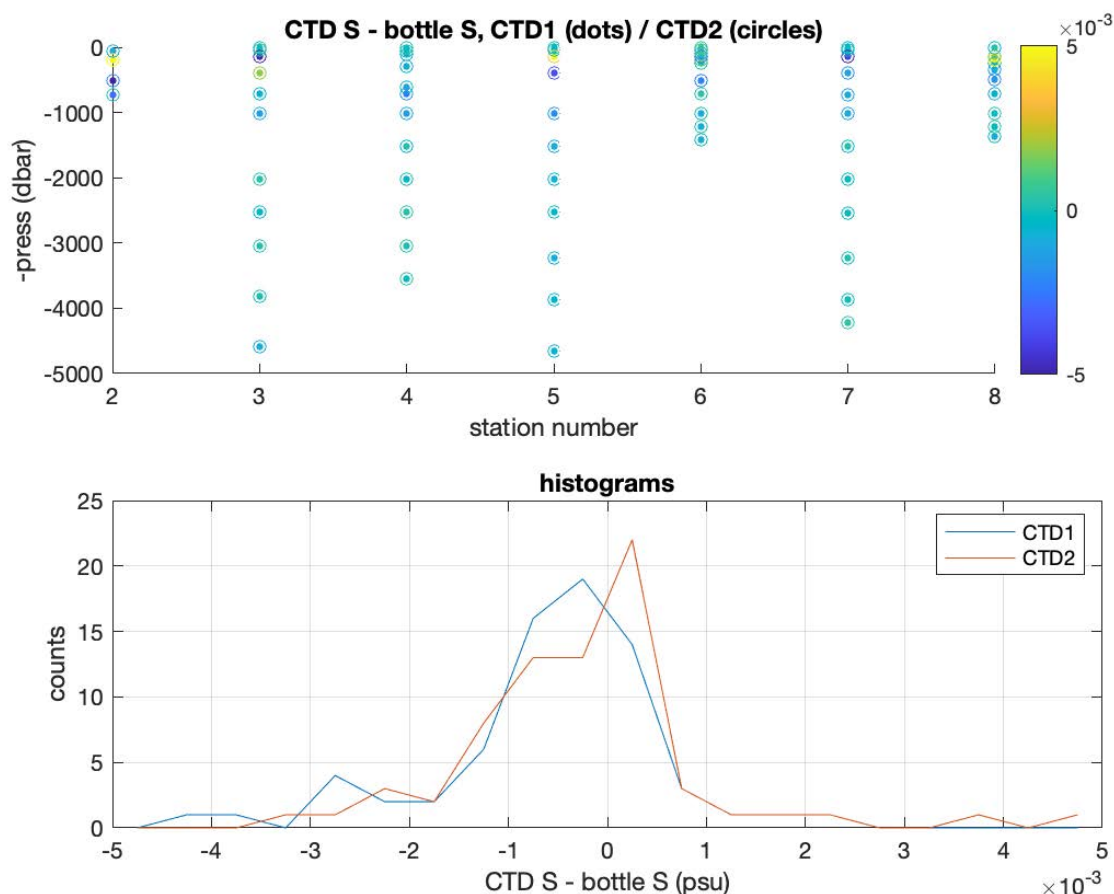 CTD S - bottle S, CTD1 (dots) / CTD2 (circles)
×10⁻³
0
-1000
-2000
-3000
-4000
-5000
-press (dbar)
2 3 4 5 6 7 8
station number
5
0
-5
histograms
25
20
15
10
5
0
counts
CTD1
CTD2
-5 -4 -3 -2 -1 0 1 2 3 4 5
CTD S - bottle S (psu)
×10⁻³